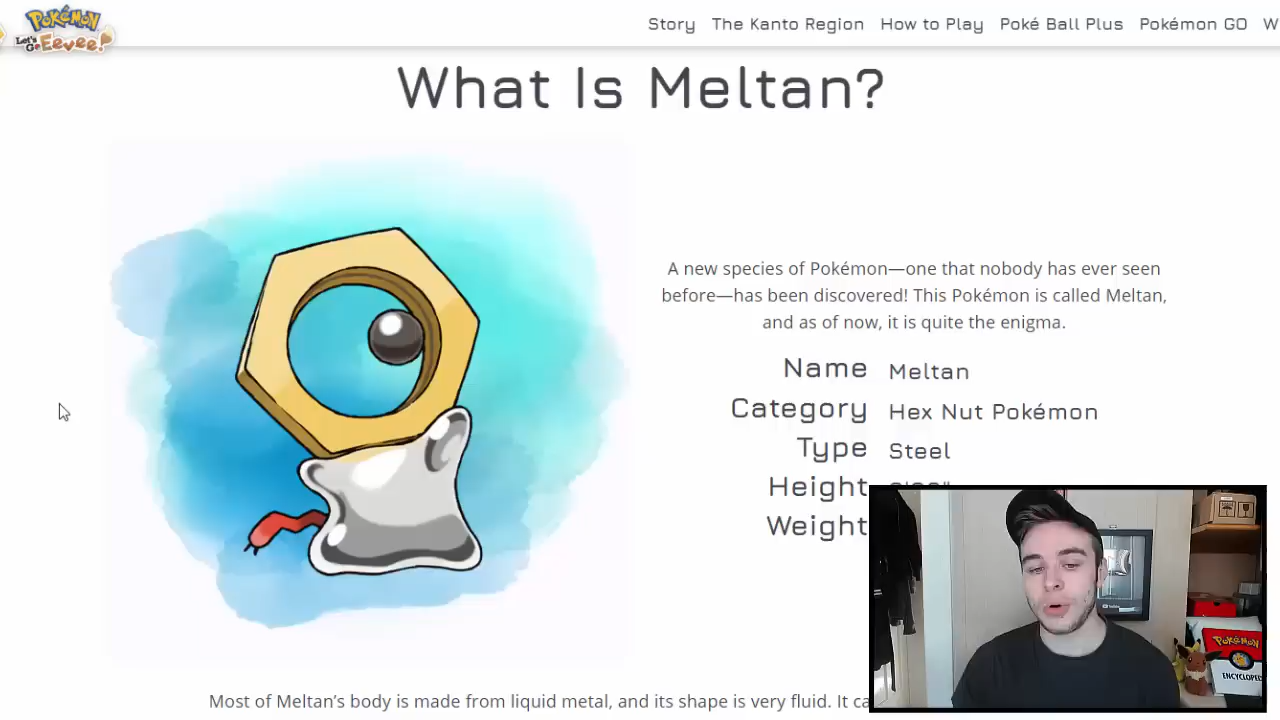 Pokémon
Let's Go Eevee!
Story The Kanto Region How to Play Poké Ball Plus Pokémon GO W
What Is Meltan?
A new species of Pokémon—one that nobody has ever seen
before—has been discovered! This Pokémon is called Meltan,
and as of now, it is quite the enigma.
Name Meltan
Category Hex Nut Pokémon
Type Steel
Height
Weight
Most of Meltan's body is made from liquid metal, and its shape is very fluid. It ca
YouTube
POKéMON
ENCYCLOPED